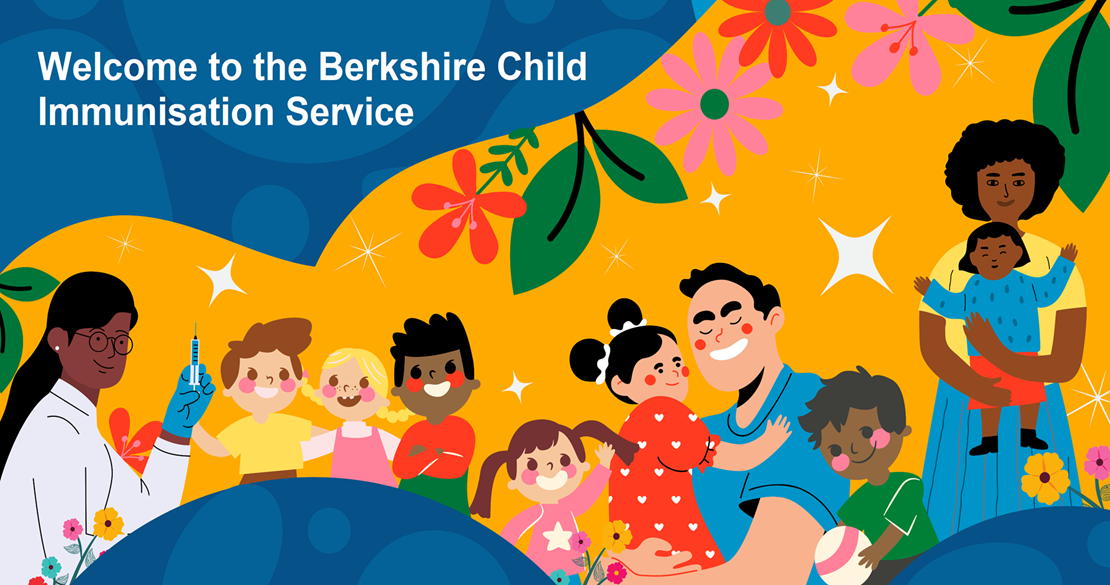 Welcome to the Berkshire Child
Immunisation Service